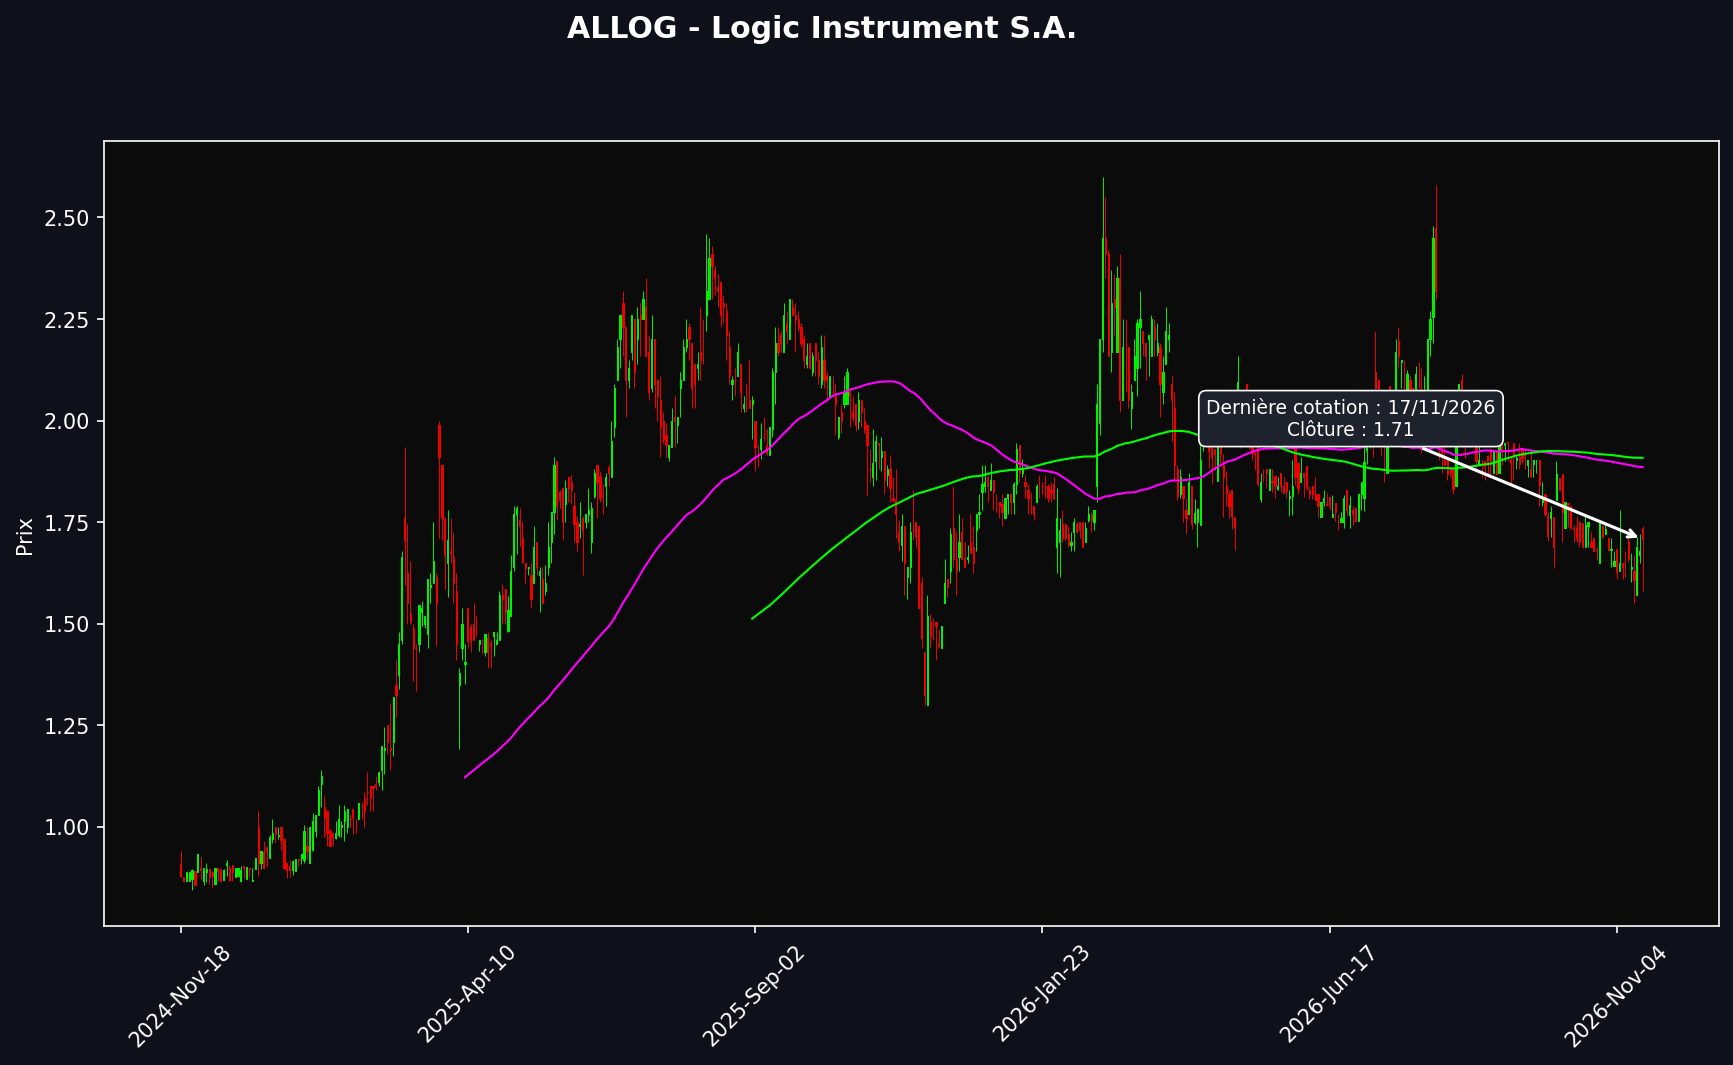 ALLOG - Logic Instrument S.A.
Prix
2.50
2.25
2.00
1.75
1.50
1.25
1.00
Dernière cotation : 17/11/2026
Clôture : 1.71
2024-Nov-18
2025-Apr-10
2025-Sep-02
2026-Jan-23
2026-Jun-17
2026-Nov-04